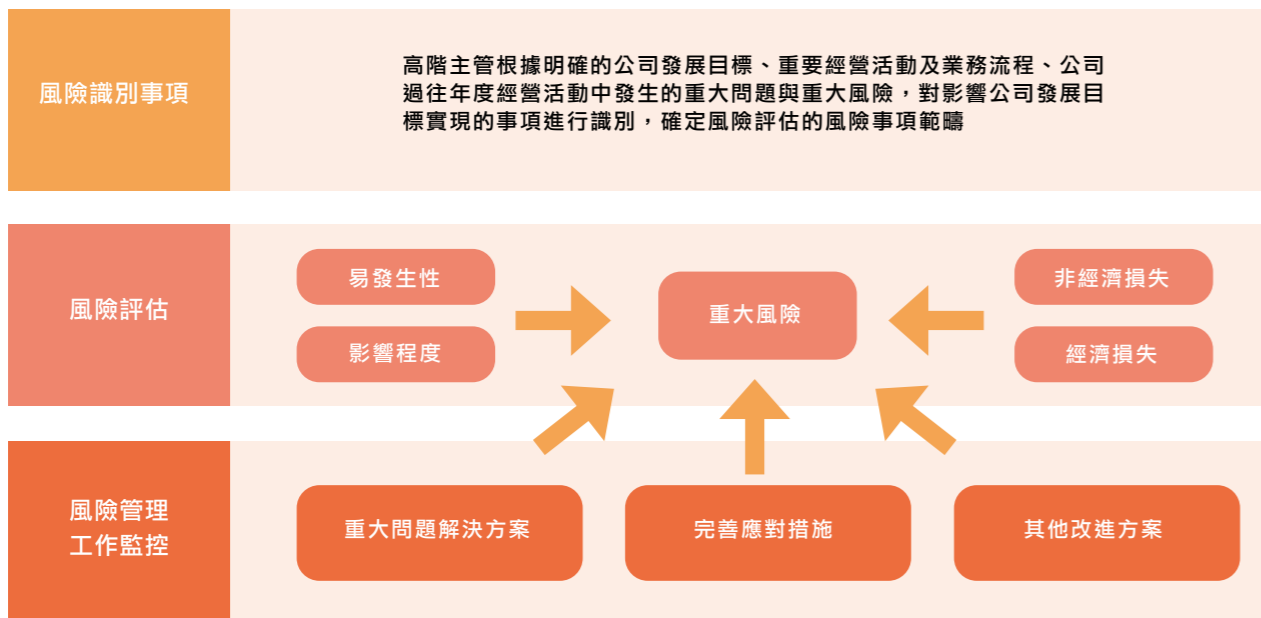 風險識別事項
高階主管根據明確的公司發展目標、重要經營活動及業務流程、公司
過往年度經營活動中發生的重大問題與重大風險，對影響公司發展目
標實現的事項進行識別，確定風險評估的風險事項範疇
風險評估
易發生性
影響程度
重大風險
非經濟損失
經濟損失
風險管理
工作監控
重大問題解決方案
完善應對措施
其他改進方案